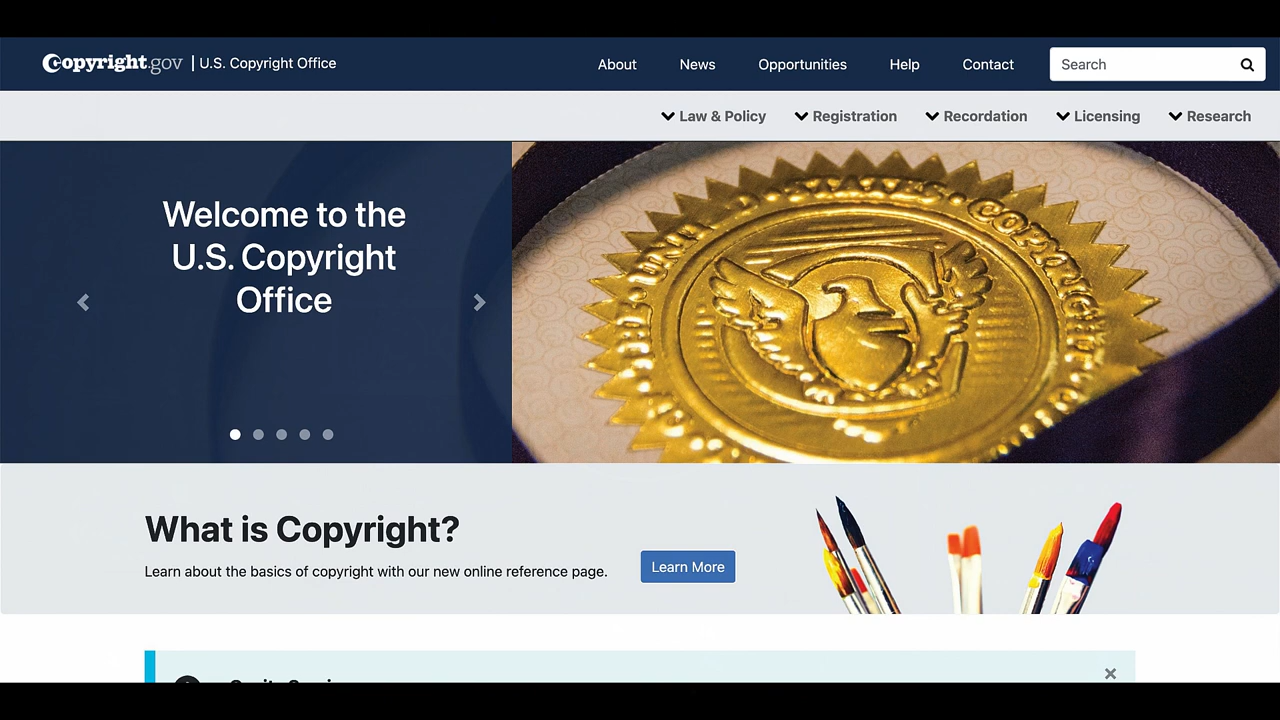 Copyright.gov | U.S. Copyright Office
About News Opportunities Help Contact Search
Law & Policy Registration Recordation Licensing Research
Welcome to the
U.S. Copyright
Office
STATES COPYRIGHT
What is Copyright?
Learn about the basics of copyright with our new online reference page.
Learn More